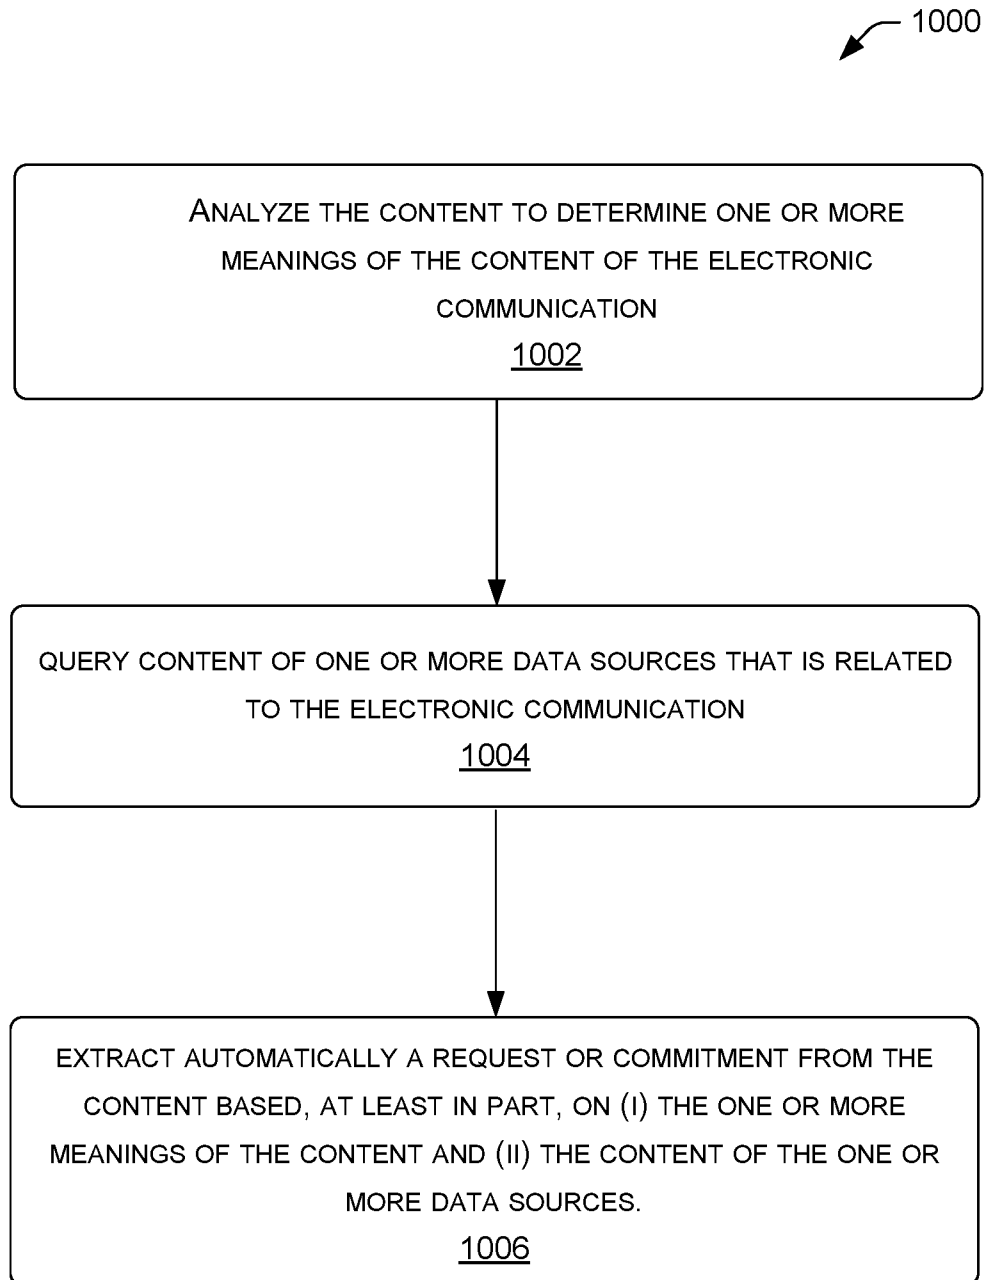 1000
ANALYZE THE CONTENT TO DETERMINE ONE OR MORE
MEANINGS OF THE CONTENT OF THE ELECTRONIC
COMMUNICATION
1002
QUERY CONTENT OF ONE OR MORE DATA SOURCES THAT IS RELATED
TO THE ELECTRONIC COMMUNICATION
1004
EXTRACT AUTOMATICALLY A REQUEST OR COMMITMENT FROM THE
CONTENT BASED, AT LEAST IN PART, ON (I) THE ONE OR MORE
MEANINGS OF THE CONTENT AND (II) THE CONTENT OF THE ONE OR
MORE DATA SOURCES.
1006